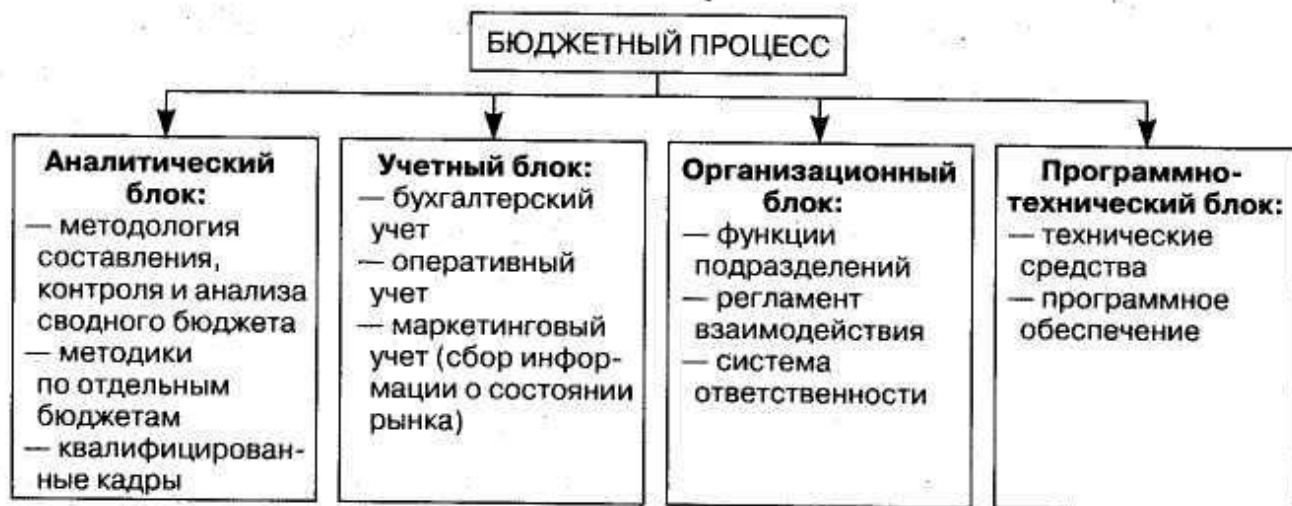 БЮДЖЕТНЫЙ ПРОЦЕСС
Аналитический
блок:
— методология
составления,
контроля и анализа
сводного бюджета
— методики
по отдельным
бюджетам
— квалифицирован-
ные кадры
Учетный блок:
— бухгалтерский
учет
— оперативный
учет
— маркетинговый
учет (сбор инфор-
мации о состоянии
рынка)
Организационный
блок:
— функции
подразделений
— регламент
взаимодействия
— система
ответственности
Программно-
технический блок:
— технические
средства
— программное
обеспечение